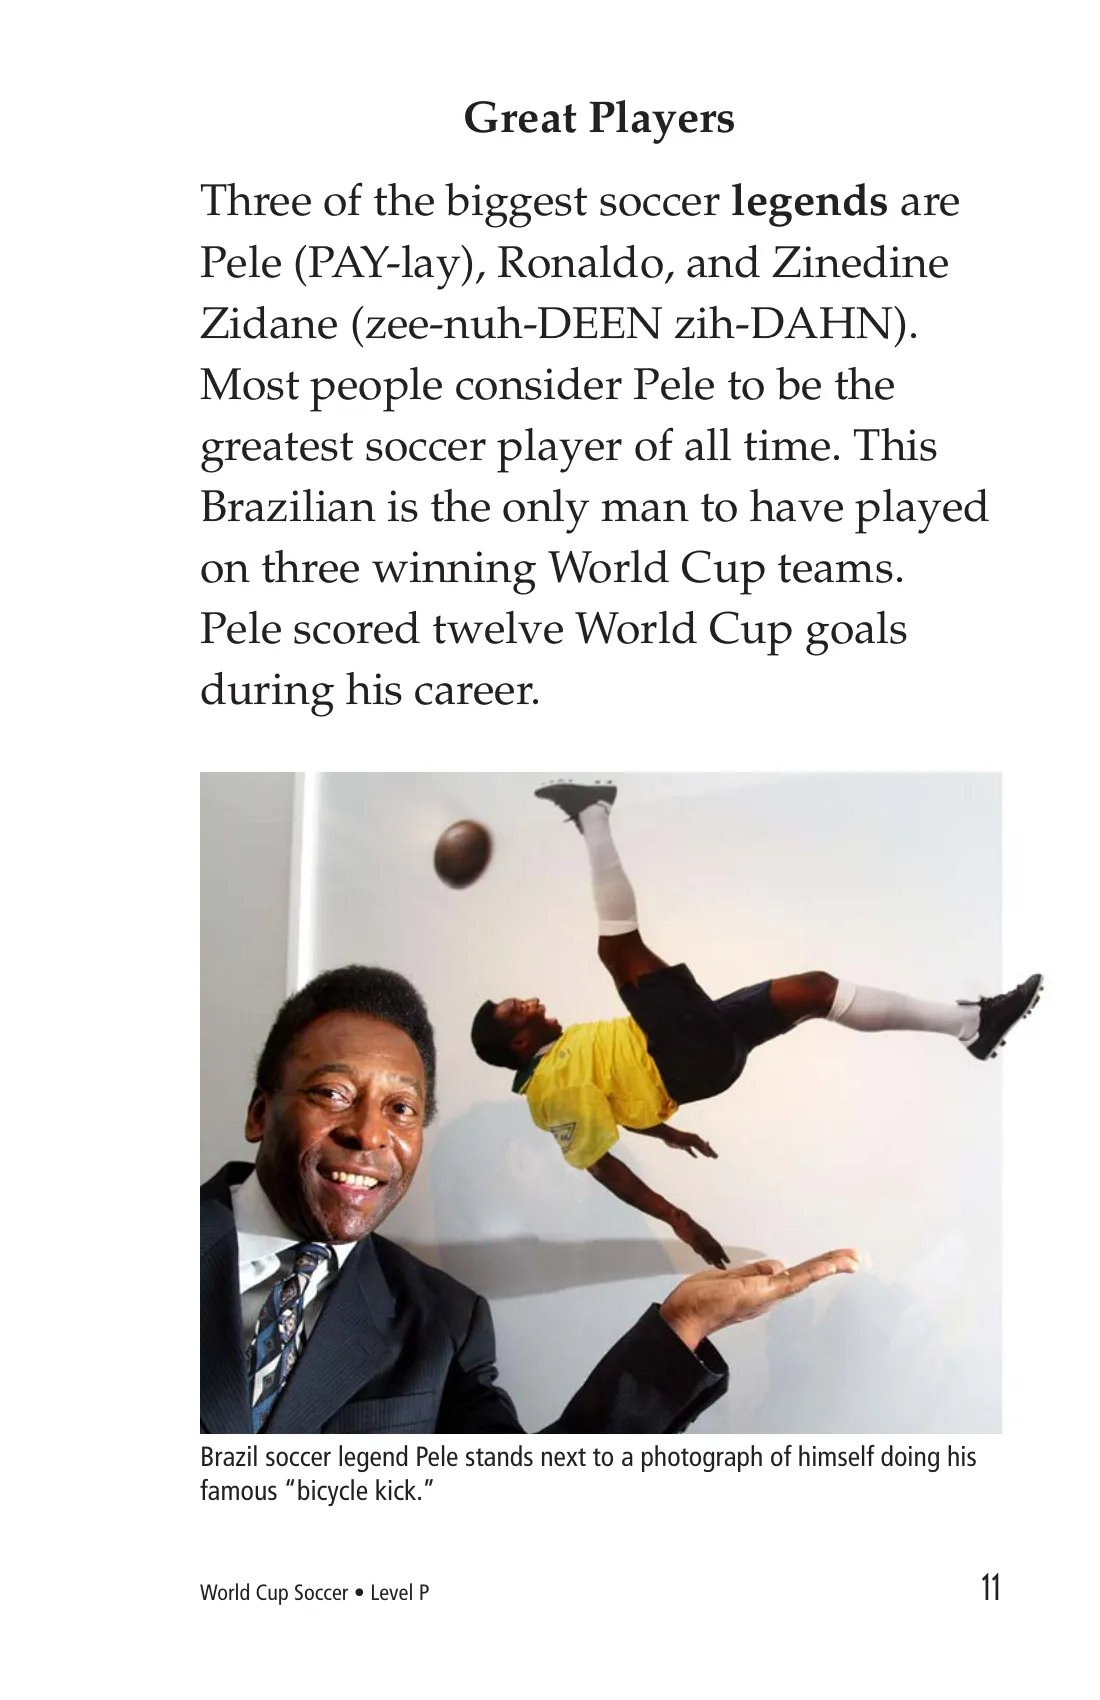 Great Players
Three of the biggest soccer legends are
Pele (PAY-lay), Ronaldo, and Zinedine
Zidane (zee-nuh-DEEN zih-DAHN).
Most people consider Pele to be the
greatest soccer player of all time. This
Brazilian is the only man to have played
on three winning World Cup teams.
Pele scored twelve World Cup goals
during his career.
Brazil soccer legend Pele stands next to a photograph of himself doing his
famous “bicycle kick.”
World Cup Soccer • Level P
11